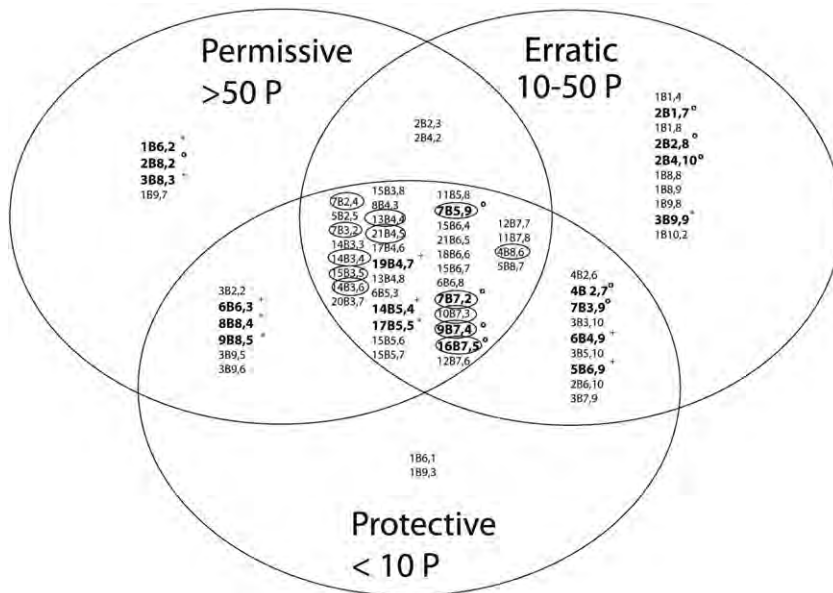 Permissive
>50 P
Erratic
10-50 P
1B6,2 *
2B8,2 °
3B8,3 +
1B9,7
2B2,3
2B4,2
1B1,4
2B1,7°
1B1,8
2B2,8 °
2B4,10°
1B8,8
1B8,9
1B9,8
3B9,9 *
1B10,2
7B2,4
5B2,5
7B3,2
14B3,3
14B3,4
15B3,5
14B3,6
20B3,7
15B3,8
8B4,3
13B4,4
21B4,5
17B4,6
19B4,7 +
13B4,8
6B5,3
14B5,4 +
17B5,5 *
15B5,6
15B5,7
11B5,8
7B5,9 °
15B6,4
21B6,5
18B6,6
15B6,7
6B6,8
7B7,2 °
10B7,3
9B7,4 °
16B7,5 °
12B7,6
12B7,7
11B7,8
4B8,6
5B8,7
3B2,2
6B6,3 +
8B8,4 *
9B8,5 *
3B9,5
3B9,6
4B2,6
4B 2,7°
7B3,9°
3B3,10
6B4,9 +
3B5,10
5B6,9 +
2B6,10
3B7,9
1B6,1
1B9,3
Protective
< 10 P